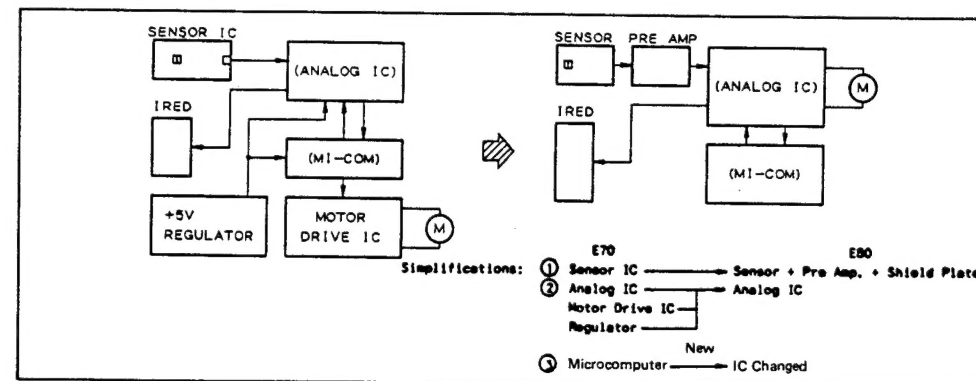 SENSOR IC
(ANALOG IC)
IRED
(MI-COM)
+5V
REGULATOR
MOTOR
DRIVE IC
M
SENSOR PRE AMP
(ANALOG IC)
M
IRED
(MI-COM)
E70 E80
Simplifications: ① Sensor IC Sensor + Pre Amp. + Shield Plate
② Analog IC Analog IC
Motor Drive IC
Regulator
New
③ Microcomputer IC Changed